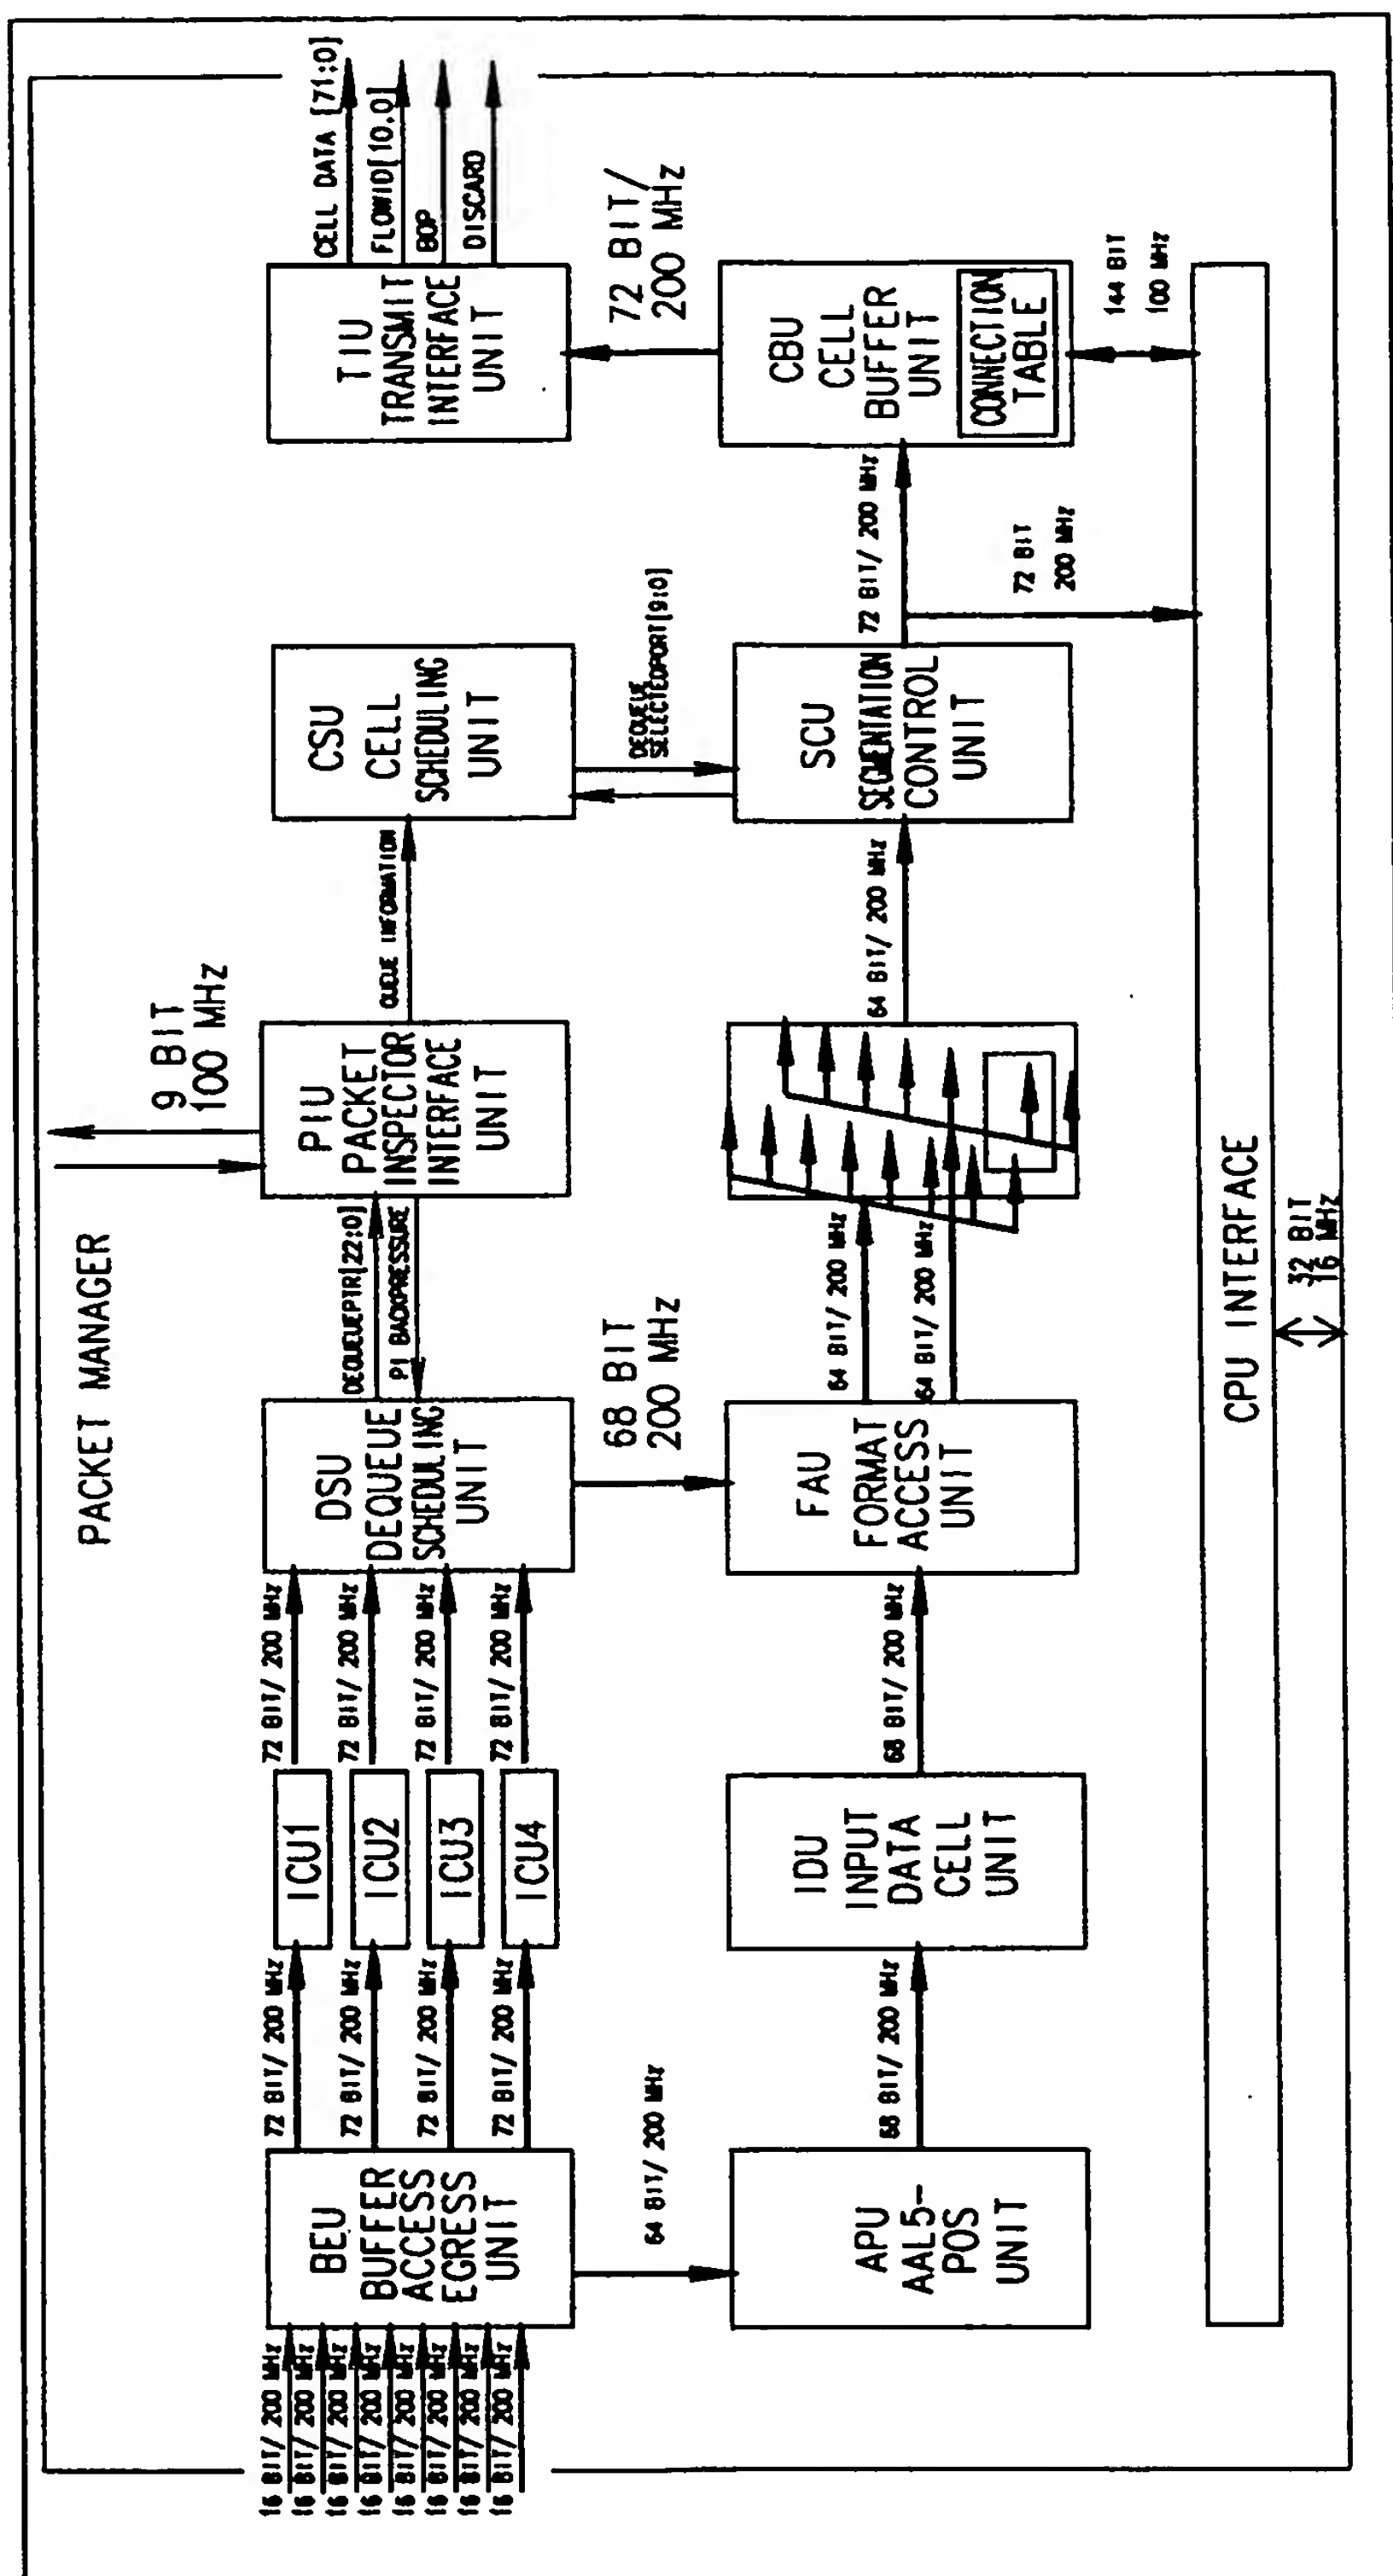 PACKET MANAGER
9 BIT
100 MHz
16 BIT/ 200 MHz
16 BIT/ 200 MHz
16 BIT/ 200 MHz
16 BIT/ 200 MHz
16 BIT/ 200 MHz
16 BIT/ 200 MHz
16 BIT/ 200 MHz
16 BIT/ 200 MHz
BEU
BUFFER
ACCESS
EGRESS
UNIT
72 BIT/ 200 MHz
72 BIT/ 200 MHz
72 BIT/ 200 MHz
72 BIT/ 200 MHz
ICU1
ICU2
ICU3
ICU4
72 BIT/ 200 MHz
72 BIT/ 200 MHz
72 BIT/ 200 MHz
72 BIT/ 200 MHz
DSU
DEQUEUE
SCHEDULING
UNIT
DEQUEUEPTR[22:0]
PI BACKPRESSURE
PIU
PACKET
INSPECTOR
INTERFACE
UNIT
QUEUE INFORMATION
CSU
CELL
SCHEDULING
UNIT
TIU
TRANSMIT
INTERFACE
UNIT
CELL DATA [71:0]
FLOWID[10,0]
BOP
DISCARD
64 BIT/ 200 MHz
68 BIT
200 MHz
DEQUEUE
SELECTEDPORT[9:0]
72 BIT/
200 MHz
APU
AAL5-
POS
UNIT
68 BIT/ 200 MHz
IDU
INPUT
DATA
CELL
UNIT
68 BIT/ 200 MHz
FAU
FORMAT
ACCESS
UNIT
64 BIT/ 200 MHz
64 BIT/ 200 MHz
64 BIT/ 200 MHz
SCU
SEGMENTATION
CONTROL
UNIT
72 BIT/ 200 MHz
CBU
CELL
BUFFER
UNIT
CONNECTION
TABLE
72 BIT
200 MHz
144 BIT
100 MHz
CPU INTERFACE
32 BIT
16 MHz